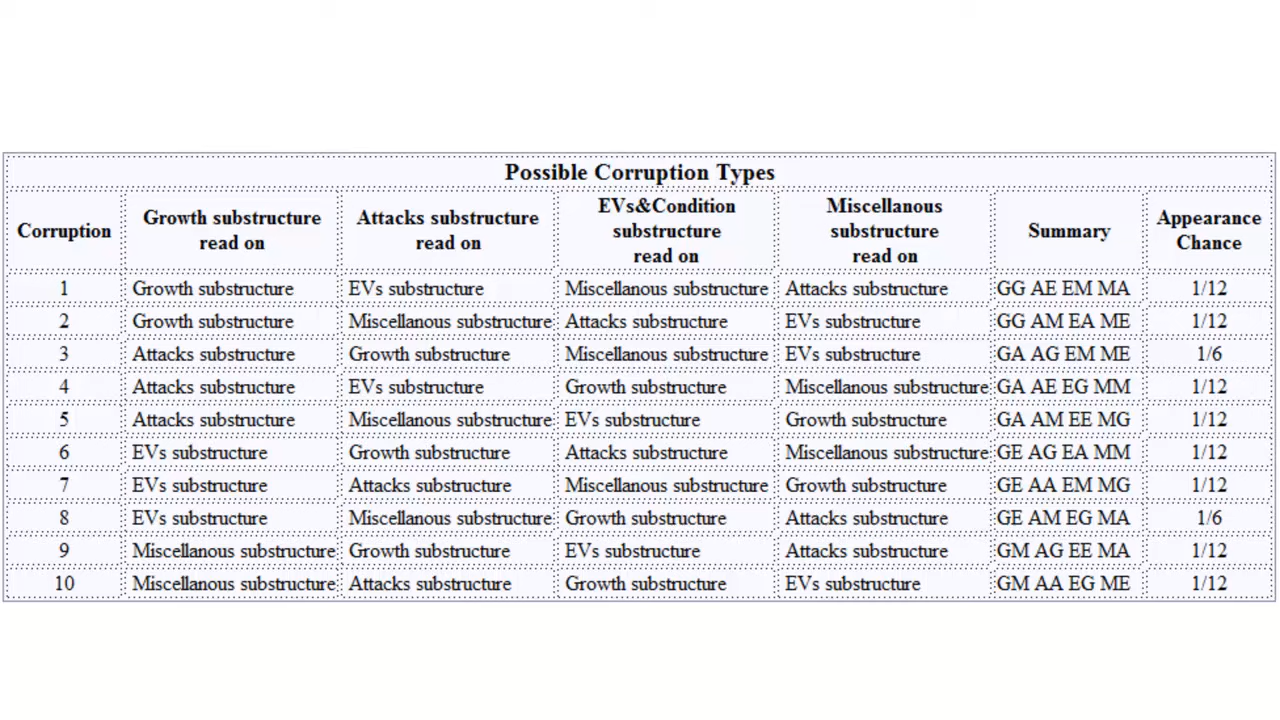 Possible Corruption Types
Corruption Growth substructure read on Attacks substructure read on EVs&Condition substructure read on Miscellanous substructure read on Summary Appearance Chance
1 Growth substructure EVs substructure Miscellanous substructure Attacks substructure GG AE EM MA 1/12
2 Growth substructure Miscellanous substructure Attacks substructure EVs substructure GG AM EA ME 1/12
3 Attacks substructure Growth substructure Miscellanous substructure EVs substructure GA AG EM ME 1/6
4 Attacks substructure EVs substructure Growth substructure Miscellanous substructure GA AE EG MM 1/12
5 Attacks substructure Miscellanous substructure EVs substructure Growth substructure GA AM EE MG 1/12
6 EVs substructure Growth substructure Attacks substructure Miscellanous substructure GE AG EA MM 1/12
7 EVs substructure Attacks substructure Miscellanous substructure Growth substructure GE AA EM MG 1/12
8 EVs substructure Miscellanous substructure Growth substructure Attacks substructure GE AM EG MA 1/6
9 Miscellanous substructure Growth substructure EVs substructure Attacks substructure GM AG EE MA 1/12
10 Miscellanous substructure Attacks substructure Growth substructure EVs substructure GM AA EG ME 1/12